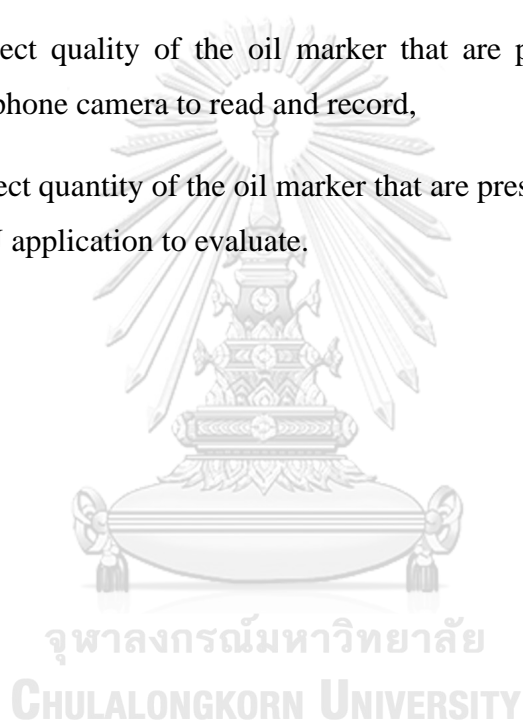 ect quality of the oil marker that are p
phone camera to read and record,
ect quantity of the oil marker that are pres
application to evaluate.
จุฬาลงกรณ์มหาวิทยาลัย
CHULALONGKORN UNIVERSITY